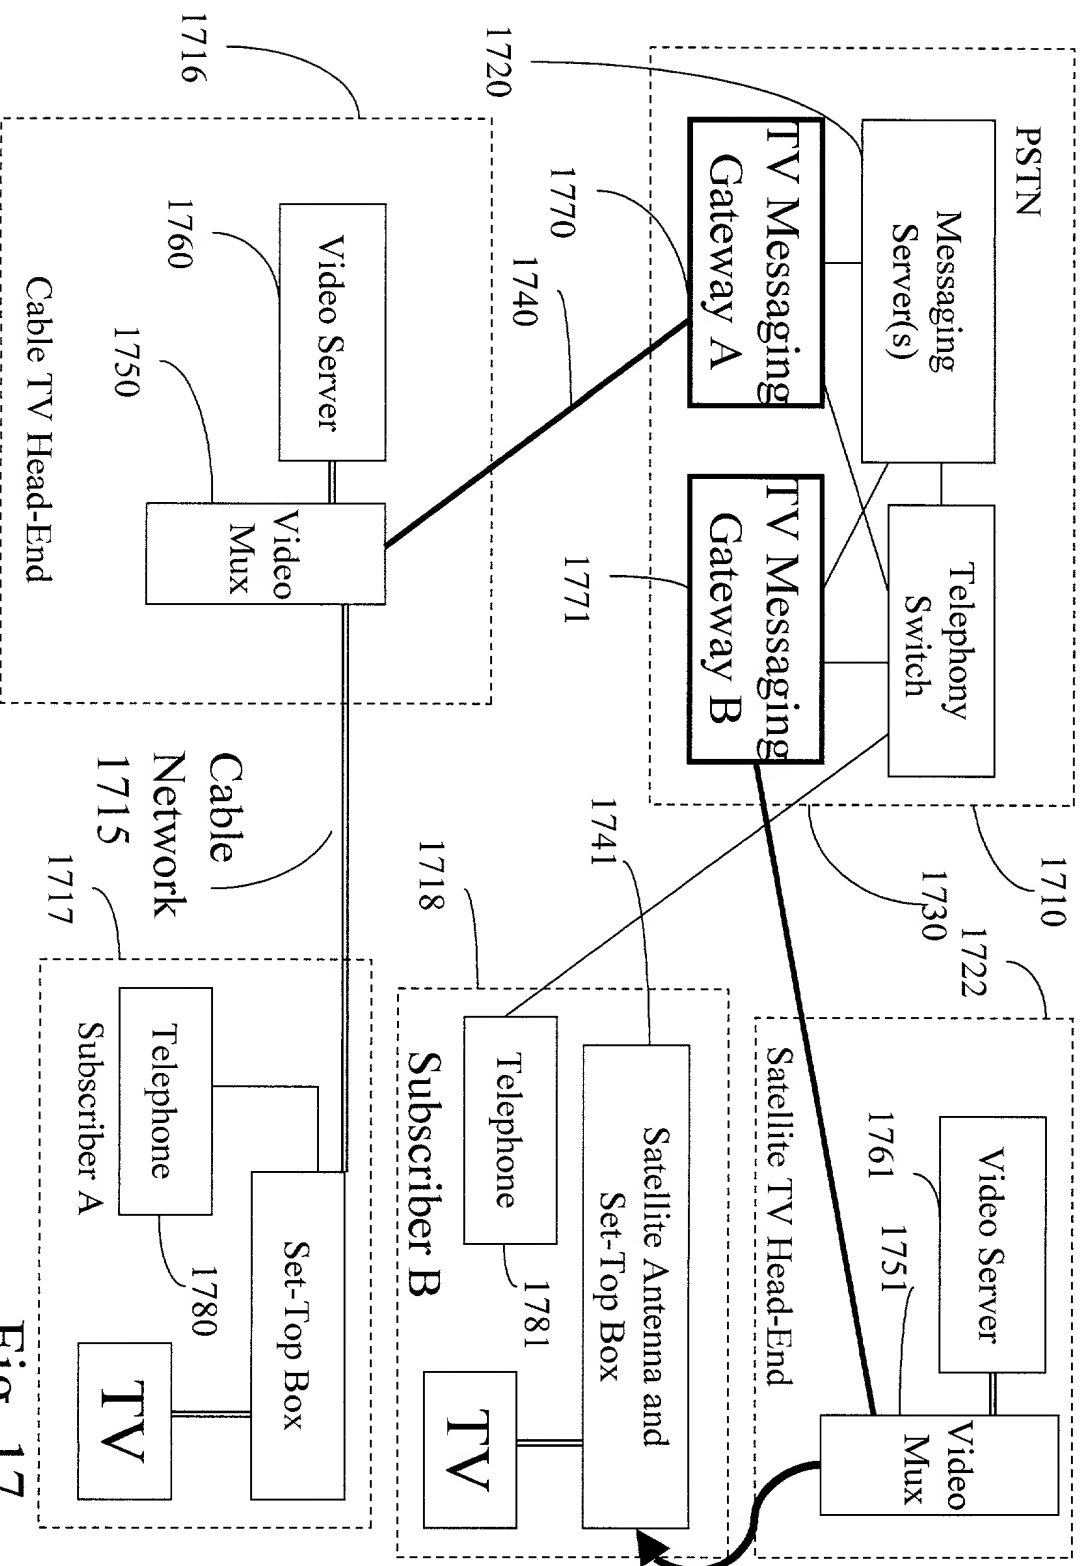 PSTN
1710
1730
1722
Messaging
Server(s)
Telephony
Switch
1720
TV Messaging
Gateway A
TV Messaging
Gateway B
1770
1771
1740
1741
1718
Video Server
1761
1751
Video
Mux
Satellite TV Head-End
Satellite Antenna and
Set-Top Box
Telephone
1781
TV
Subscriber B
1716
Video Server
1760
1750
Video
Mux
Cable TV Head-End
Cable
Network
1715
1717
Set-Top Box
Telephone
1780
TV
Subscriber A
Fig. 17